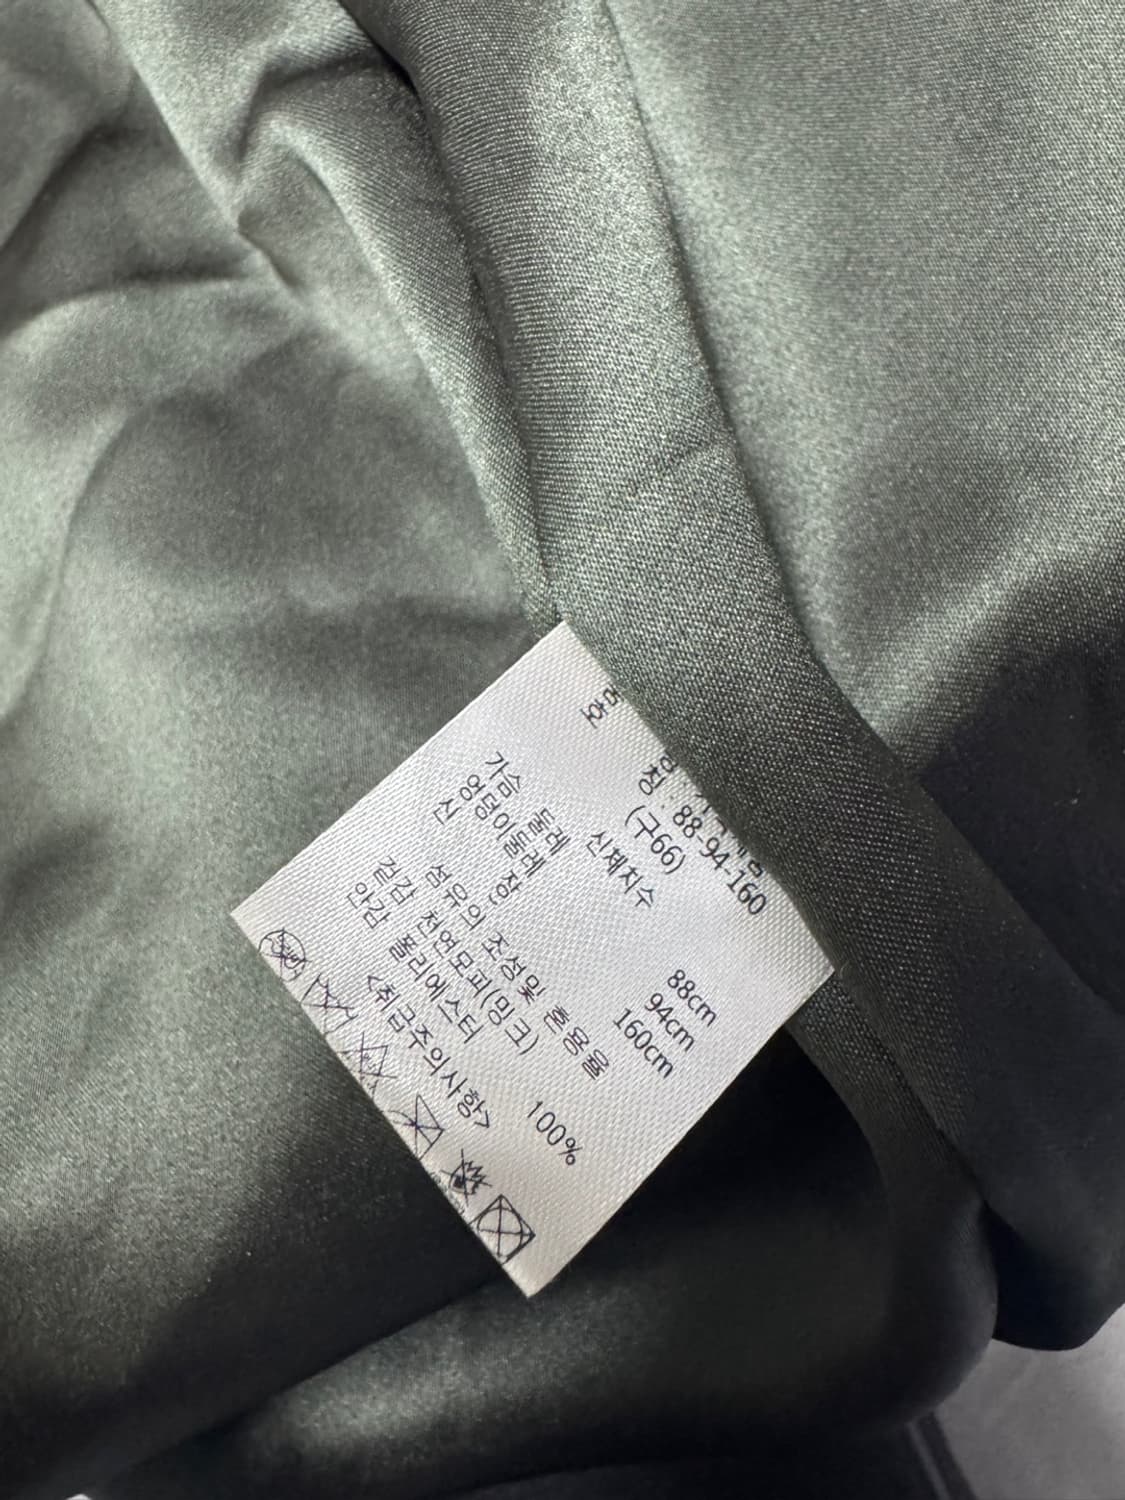 품호
정 : 88-94-160
(구66)
신체치수
가슴 둘레 88cm
엉덩이둘레 94cm
신 장 160cm
섬유의 조성및 혼용율
겉감 천연모피(밍크)
안감 폴리에스터 100%
<취급주의사항>